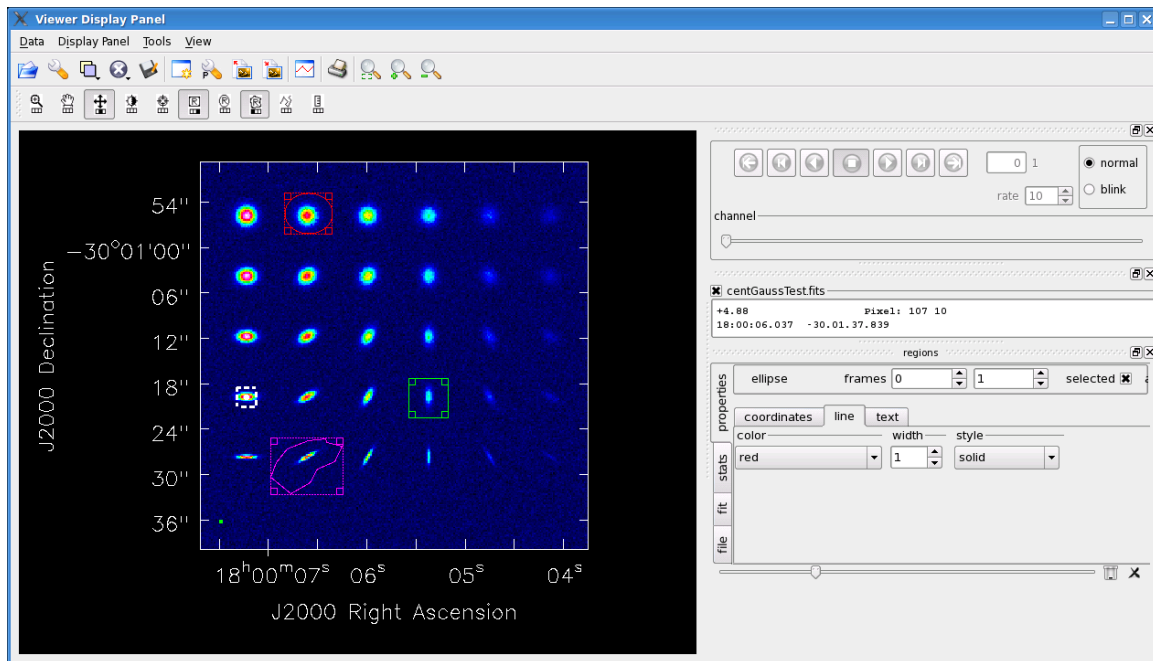 Viewer Display Panel
Data Display Panel Tools View
0 1
normal
blink
rate 10
channel
centGaussTest.fits
+4.88 Pixel: 107 10
18:00:06.037 -30.01.37.839
regions
properties
stats
fit
file
ellipse frames 0 1 selected
coordinates line text
color width style
red 1 solid
J2000 Declination
54"
-30°01'00"
06"
12"
18"
24"
30"
36"
18ʰ00ᵐ07ˢ 06ˢ 05ˢ 04ˢ
J2000 Right Ascension